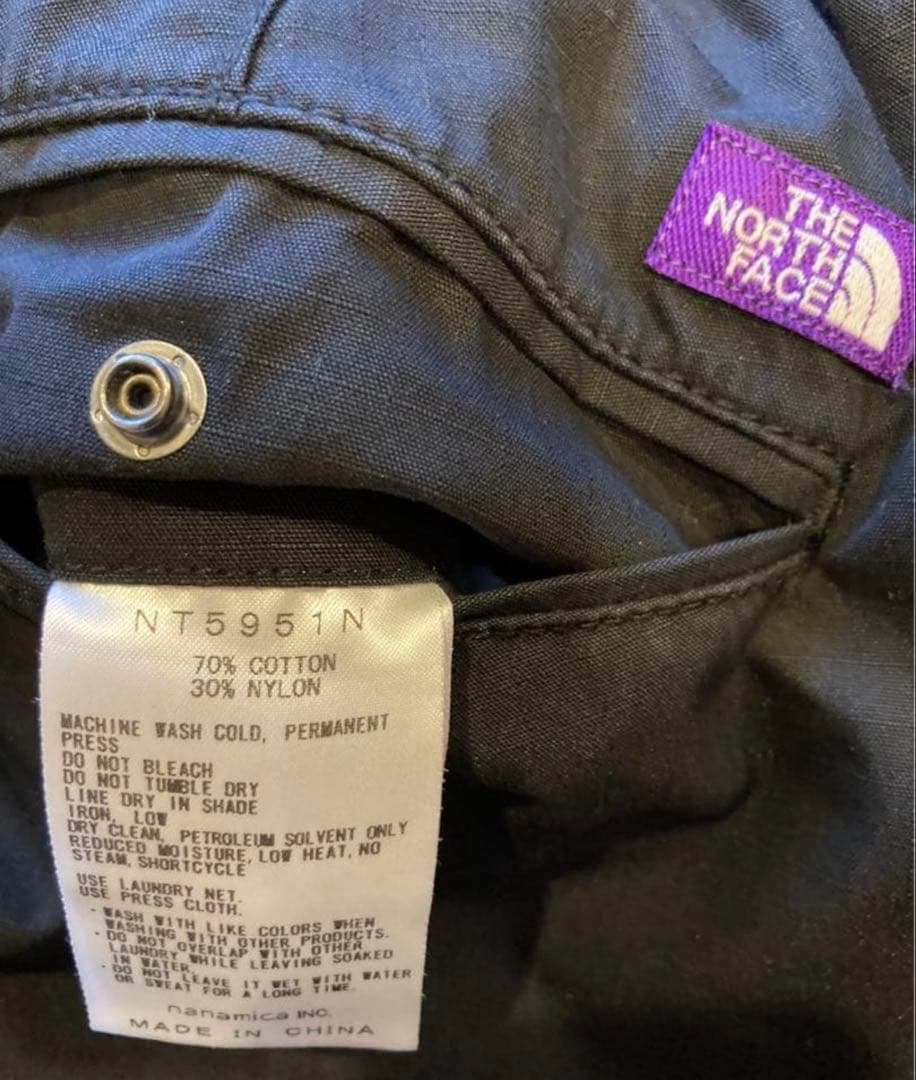 THE
NORTH
FACE
NT5951N
70% COTTON
30% NYLON
MACHINE WASH COLD, PERMANENT
PRESS
DO NOT BLEACH
DO NOT TUMBLE DRY
LINE DRY IN SHADE
IRON, LOW
DRY CLEAN, PETROLEUM SOLVENT ONLY
REDUCED MOISTURE, LOW HEAT, NO
STEAM, SHORTCYCLE
USE LAUNDRY NET.
USE PRESS CLOTH.
・WASH WITH LIKE COLORS WHEN
WASHING WITH OTHER PRODUCTS.
・DO NOT OVERLAP WITH OTHER
LAUNDRY WHILE LEAVING SOAKED
IN WATER.
・DO NOT LEAVE IT WET WITH WATER
OR SWEAT FOR A LONG TIME.
nanamica INC.
MADE IN CHINA